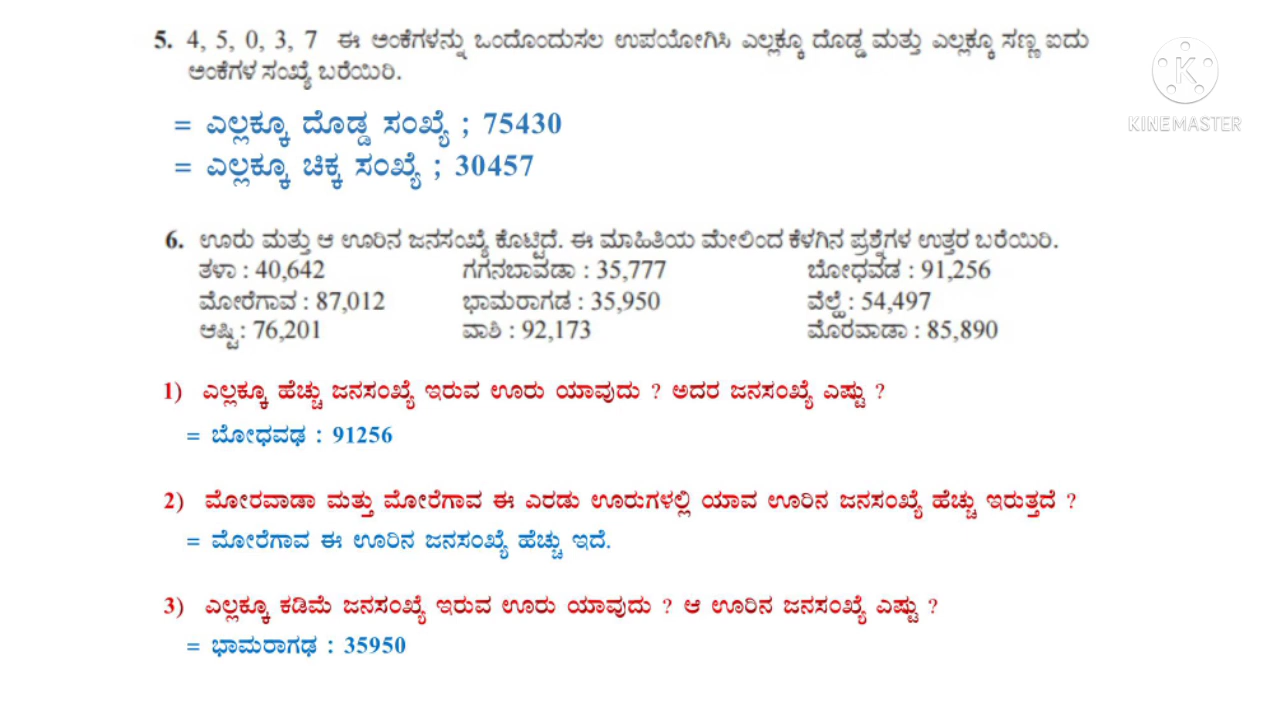 5. 4, 5, 0, 3, 7 ಈ ಅಂಕೆಗಳನ್ನು ಒಂದೊಂದುಸಲ ಉಪಯೋಗಿಸಿ ಎಲ್ಲಕ್ಕೂ ದೊಡ್ಡ ಮತ್ತು ಎಲ್ಲಕ್ಕೂ ಸಣ್ಣ ಐದು
ಅಂಕೆಗಳ ಸಂಖ್ಯೆ ಬರೆಯಿರಿ.
K
KINEMASTER
= ಎಲ್ಲಕ್ಕೂ ದೊಡ್ಡ ಸಂಖ್ಯೆ ; 75430
= ಎಲ್ಲಕ್ಕೂ ಚಿಕ್ಕ ಸಂಖ್ಯೆ ; 30457
6. ಊರು ಮತ್ತು ಆ ಊರಿನ ಜನಸಂಖ್ಯೆ ಕೊಟ್ಟಿದೆ. ಈ ಮಾಹಿತಿಯ ಮೇಲಿಂದ ಕೆಳಗಿನ ಪ್ರಶ್ನೆಗಳ ಉತ್ತರ ಬರೆಯಿರಿ.
ತಳಾ : 40,642 ಗಗನಬಾವಡಾ : 35,777 ಬೋಧವಡ : 91,256
ಮೋರೆಗಾವ : 87,012 ಭಾಮರಾಗಡ : 35,950 ವೆಲ್ಹೆ : 54,497
ಆಷ್ಟಿ : 76,201 ವಾಶಿ : 92,173 ಮೊರವಾಡಾ : 85,890
1) ಎಲ್ಲಕ್ಕೂ ಹೆಚ್ಚು ಜನಸಂಖ್ಯೆ ಇರುವ ಊರು ಯಾವುದು ? ಅದರ ಜನಸಂಖ್ಯೆ ಎಷ್ಟು ?
= ಬೋಧವಢ : 91256
2) ಮೋರವಾಡಾ ಮತ್ತು ಮೋರೆಗಾವ ಈ ಎರಡು ಊರುಗಳಲ್ಲಿ ಯಾವ ಊರಿನ ಜನಸಂಖ್ಯೆ ಹೆಚ್ಚು ಇರುತ್ತದೆ ?
= ಮೋರೆಗಾವ ಈ ಊರಿನ ಜನಸಂಖ್ಯೆ ಹೆಚ್ಚು ಇದೆ.
3) ಎಲ್ಲಕ್ಕೂ ಕಡಿಮೆ ಜನಸಂಖ್ಯೆ ಇರುವ ಊರು ಯಾವುದು ? ಆ ಊರಿನ ಜನಸಂಖ್ಯೆ ಎಷ್ಟು ?
= ಭಾಮರಾಗಢ : 35950